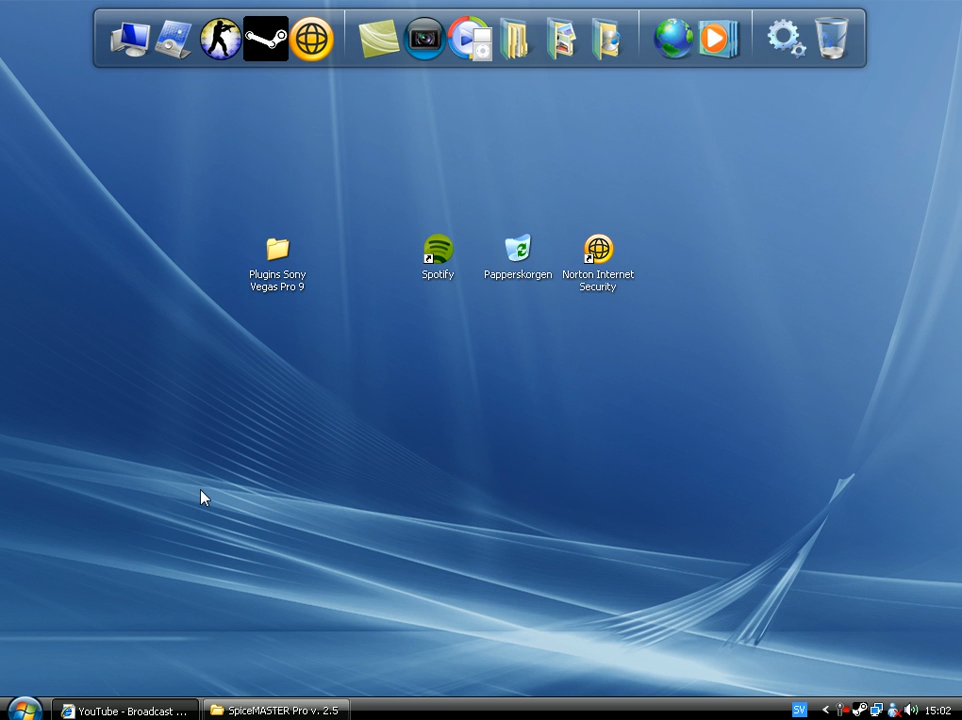 Plugins Sony
Vegas Pro 9
Spotify
Papperskorgen
Norton Internet
Security
YouTube - Broadcast ...
SpiceMASTER Pro v. 2.5
SV
15:02